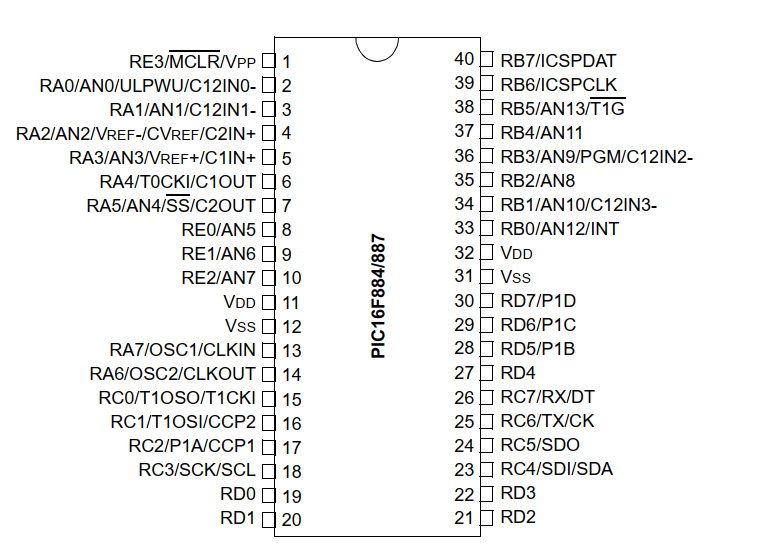 RE3/MCLR/VPP 1 40 RB7/ICSPDAT
RA0/AN0/ULPWU/C12IN0- 2 39 RB6/ICSPCLK
RA1/AN1/C12IN1- 3 38 RB5/AN13/T1G
RA2/AN2/VREF-/CVREF/C2IN+ 4 37 RB4/AN11
RA3/AN3/VREF+/C1IN+ 5 36 RB3/AN9/PGM/C12IN2-
RA4/T0CKI/C1OUT 6 35 RB2/AN8
RA5/AN4/SS/C2OUT 7 34 RB1/AN10/C12IN3-
RE0/AN5 8 33 RB0/AN12/INT
RE1/AN6 9 32 VDD
RE2/AN7 10 31 VSS
VDD 11 30 RD7/P1D
VSS 12 29 RD6/P1C
RA7/OSC1/CLKIN 13 28 RD5/P1B
RA6/OSC2/CLKOUT 14 27 RD4
RC0/T1OSO/T1CKI 15 26 RC7/RX/DT
RC1/T1OSI/CCP2 16 25 RC6/TX/CK
RC2/P1A/CCP1 17 24 RC5/SDO
RC3/SCK/SCL 18 23 RC4/SDI/SDA
RD0 19 22 RD3
RD1 20 21 RD2
PIC16F884/887